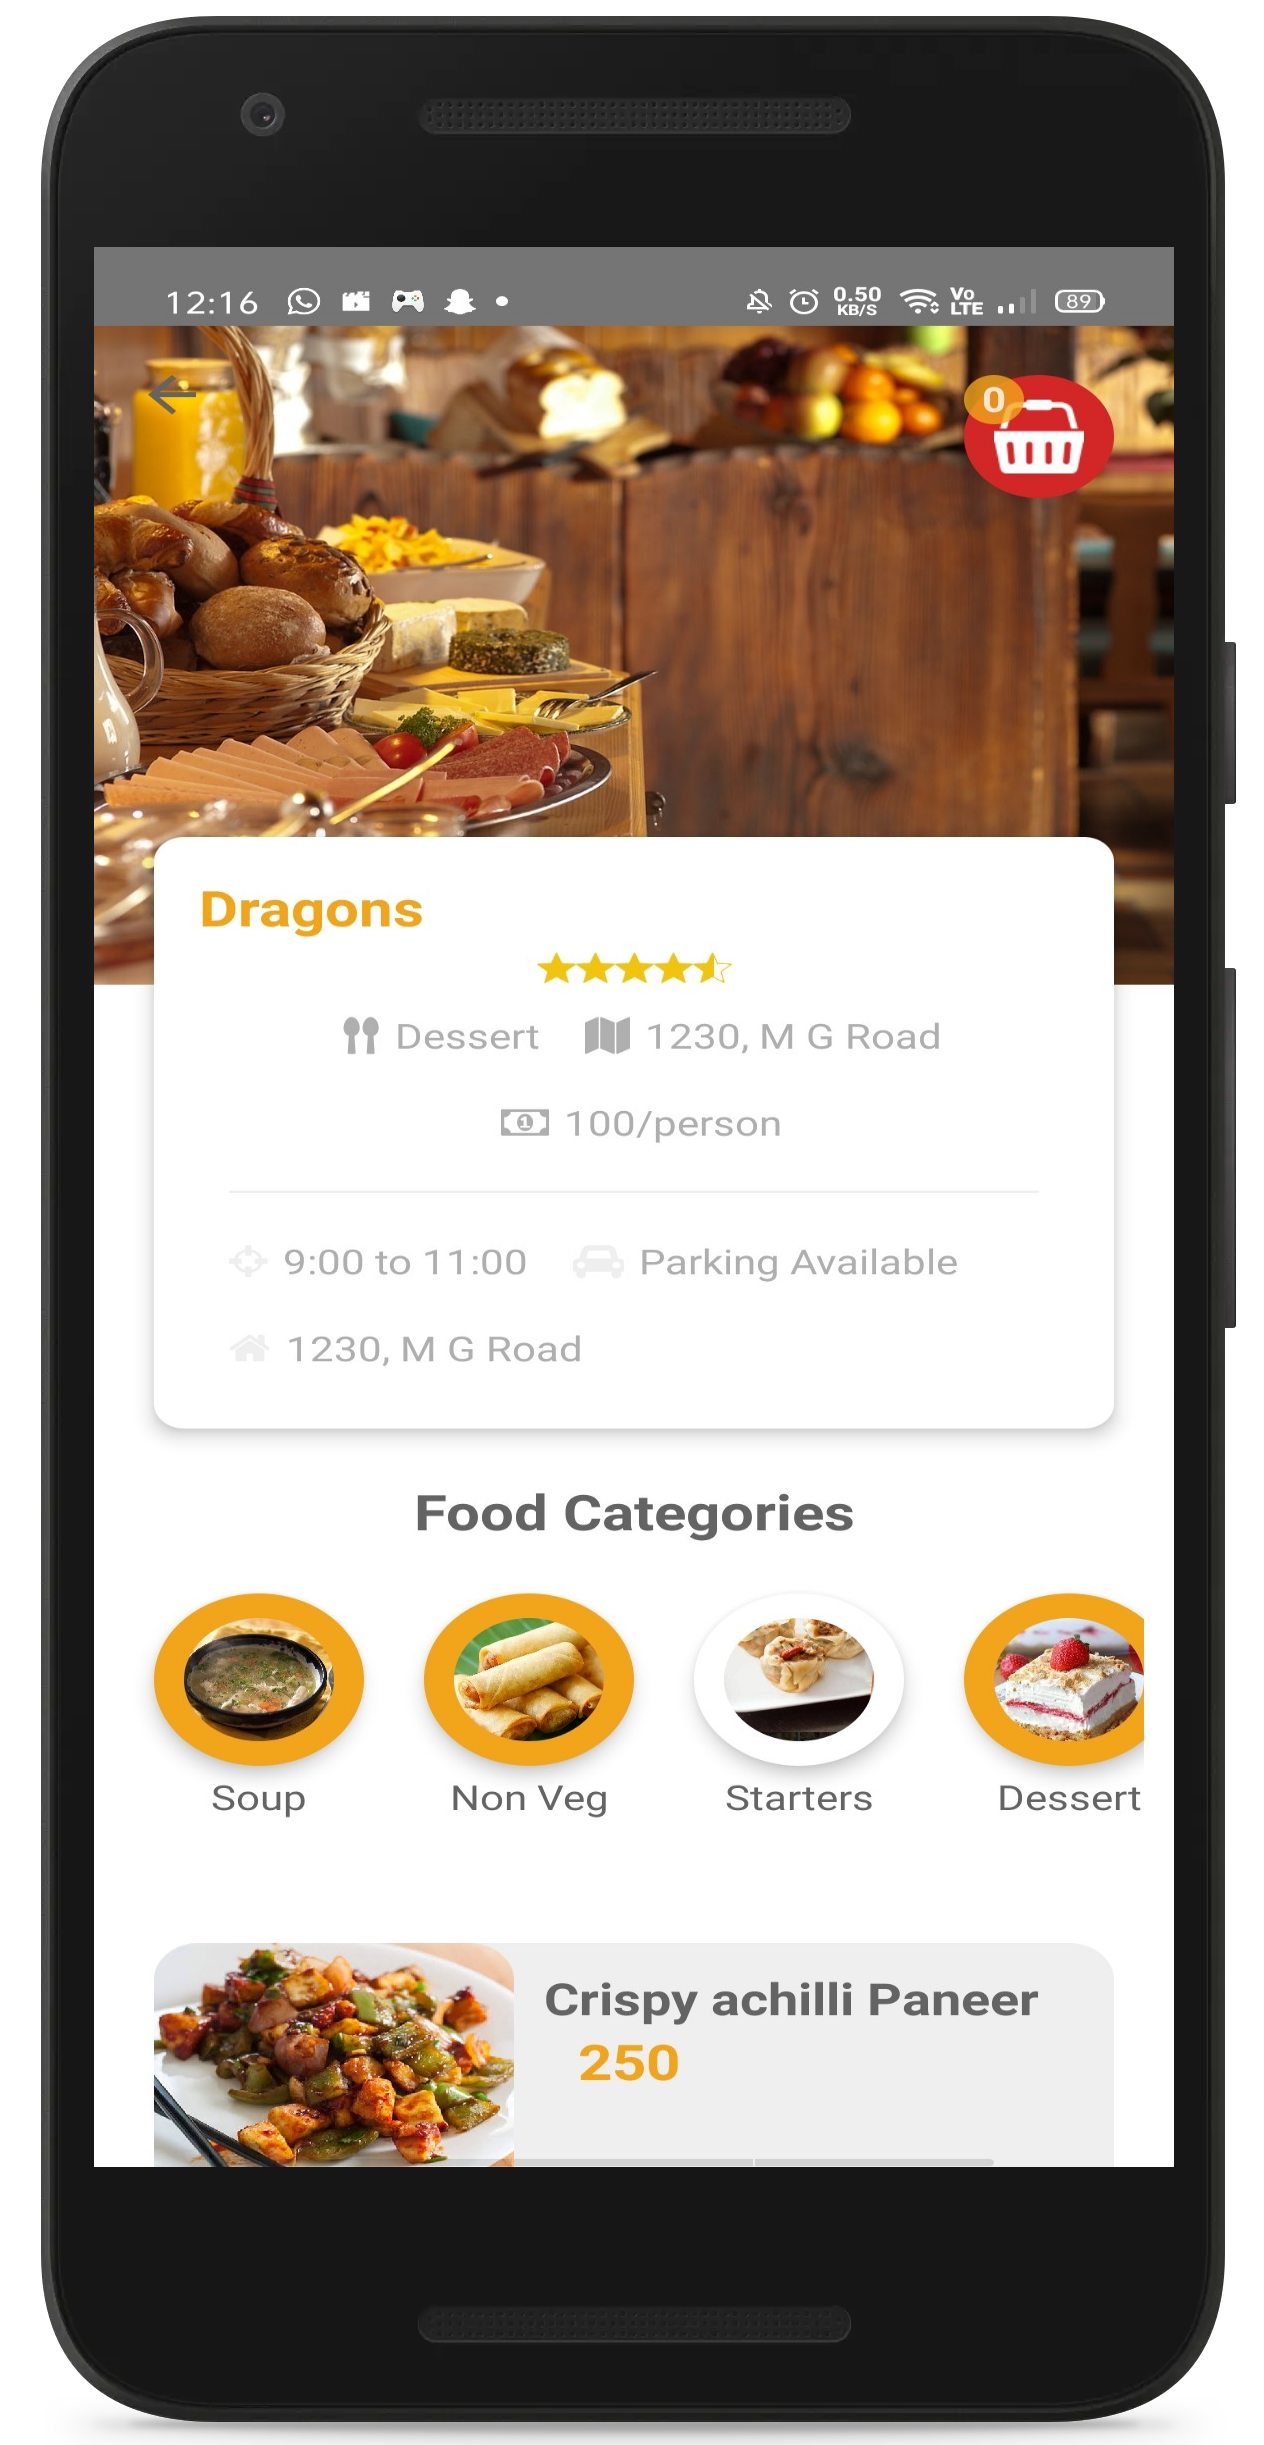 12:16 0.50 KB/S Vo LTE 89
0
Dragons
Dessert 1230, M G Road
100/person
9:00 to 11:00 Parking Available
1230, M G Road
Food Categories
Soup Non Veg Starters Dessert
Crispy achilli Paneer
250